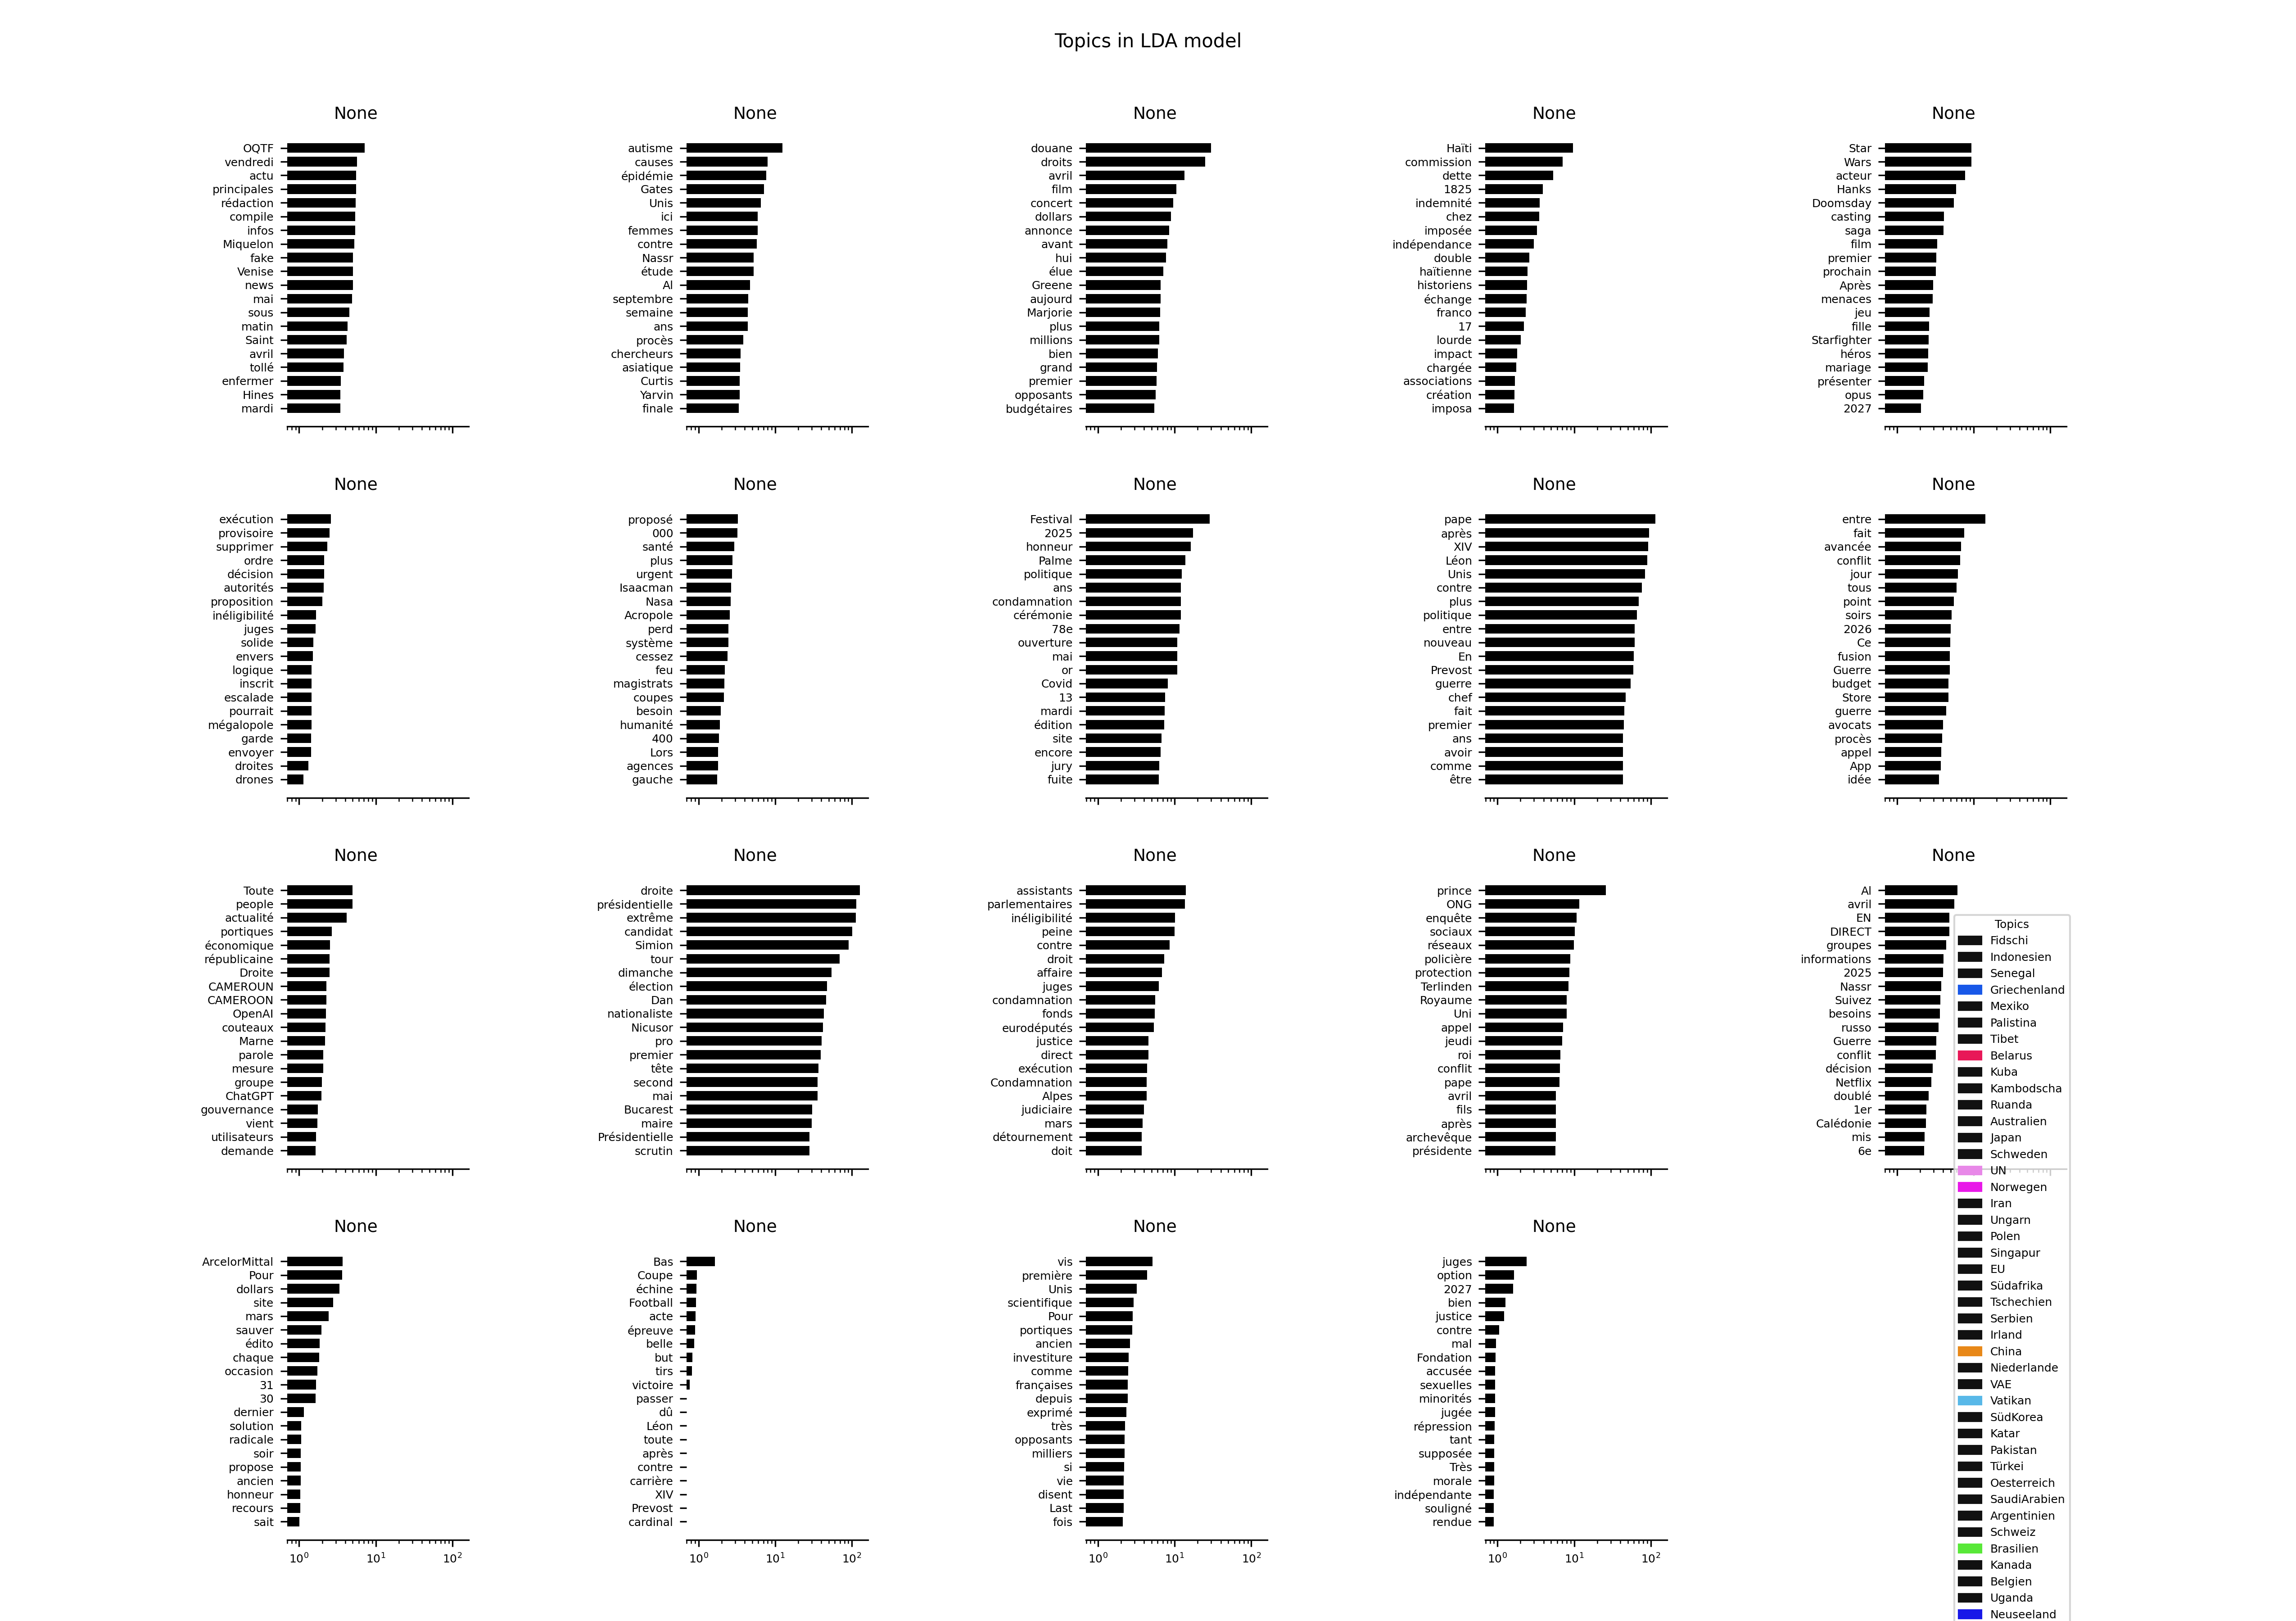 Topics in LDA model
None
OQTF
vendredi
actu
principales
rédaction
compile
infos
Miquelon
fake
Venise
news
mai
sous
matin
Saint
avril
tollé
enfermer
Hines
mardi
None
autisme
causes
épidémie
Gates
Unis
ici
femmes
contre
Nassr
étude
Al
septembre
semaine
ans
procès
chercheurs
asiatique
Curtis
Yarvin
finale
None
douane
droits
avril
film
concert
dollars
annonce
avant
hui
élue
Greene
aujourd
Marjorie
plus
millions
bien
grand
premier
opposants
budgétaires
None
Haïti
commission
dette
1825
indemnité
chez
imposée
indépendance
double
haïtienne
historiens
échange
franco
17
lourde
impact
chargée
associations
création
imposa
None
Star
Wars
acteur
Hanks
Doomsday
casting
saga
film
premier
prochain
Après
menaces
jeu
fille
Starfighter
héros
mariage
présenter
opus
2027
None
exécution
provisoire
supprimer
ordre
décision
autorités
proposition
inéligibilité
juges
solide
envers
logique
inscrit
escalade
pourrait
mégalopole
garde
envoyer
droites
drones
None
proposé
000
santé
plus
urgent
Isaacman
Nasa
Acropole
perd
système
cessez
feu
magistrats
coupes
besoin
humanité
400
Lors
agences
gauche
None
Festival
2025
honneur
Palme
politique
ans
condamnation
cérémonie
78e
ouverture
mai
or
Covid
13
mardi
édition
site
encore
jury
fuite
None
pape
après
XIV
Léon
Unis
contre
plus
politique
entre
nouveau
En
Prevost
guerre
chef
fait
premier
ans
avoir
comme
être
None
entre
fait
avancée
conflit
jour
tous
point
soirs
2026
Ce
fusion
Guerre
budget
Store
guerre
avocats
procès
appel
App
idée
None
Toute
people
actualité
portiques
économique
républicaine
Droite
CAMEROUN
CAMEROON
OpenAI
couteaux
Marne
parole
mesure
groupe
ChatGPT
gouvernance
vient
utilisateurs
demande
None
droite
présidentielle
extrême
candidat
Simion
tour
dimanche
élection
Dan
nationaliste
Nicusor
pro
premier
tête
second
mai
Bucarest
maire
Présidentielle
scrutin
None
assistants
parlementaires
inéligibilité
peine
contre
droit
affaire
juges
condamnation
fonds
eurodéputés
justice
direct
exécution
Condamnation
Alpes
judiciaire
mars
détournement
doit
None
prince
ONG
enquête
sociaux
réseaux
policière
protection
Terlinden
Royaume
Uni
appel
jeudi
roi
conflit
pape
avril
fils
après
archevêque
présidente
None
Al
avril
EN
DIRECT
groupes
informations
2025
Nassr
Suivez
besoins
russo
Guerre
conflit
décision
Netflix
doublé
1er
Calédonie
mis
6e
None
ArcelorMittal
Pour
dollars
site
mars
sauver
édito
chaque
occasion
31
30
dernier
solution
radicale
soir
propose
ancien
honneur
recours
sait
10⁰ 10¹ 10²
None
Bas
Coupe
échine
Football
acte
épreuve
belle
but
tirs
victoire
passer
dû
Léon
toute
après
contre
carrière
XIV
Prevost
cardinal
10⁰ 10¹ 10²
None
vis
première
Unis
scientifique
Pour
portiques
ancien
investiture
comme
françaises
depuis
exprimé
très
opposants
milliers
si
vie
disent
Last
fois
10⁰ 10¹ 10²
None
juges
option
2027
bien
justice
contre
mal
Fondation
accusée
sexuelles
minorités
jugée
répression
tant
supposée
Très
morale
indépendante
souligné
rendue
10⁰ 10¹ 10²
Topics
Fidschi
Indonesien
Senegal
Griechenland
Mexiko
Palistina
Tibet
Belarus
Kuba
Kambodscha
Ruanda
Australien
Japan
Schweden
UN
Norwegen
Iran
Ungarn
Polen
Singapur
EU
Südafrika
Tschechien
Serbien
Irland
China
Niederlande
VAE
Vatikan
SüdKorea
Katar
Pakistan
Türkei
Oesterreich
SaudiArabien
Argentinien
Schweiz
Brasilien
Kanada
Belgien
Uganda
Neuseeland